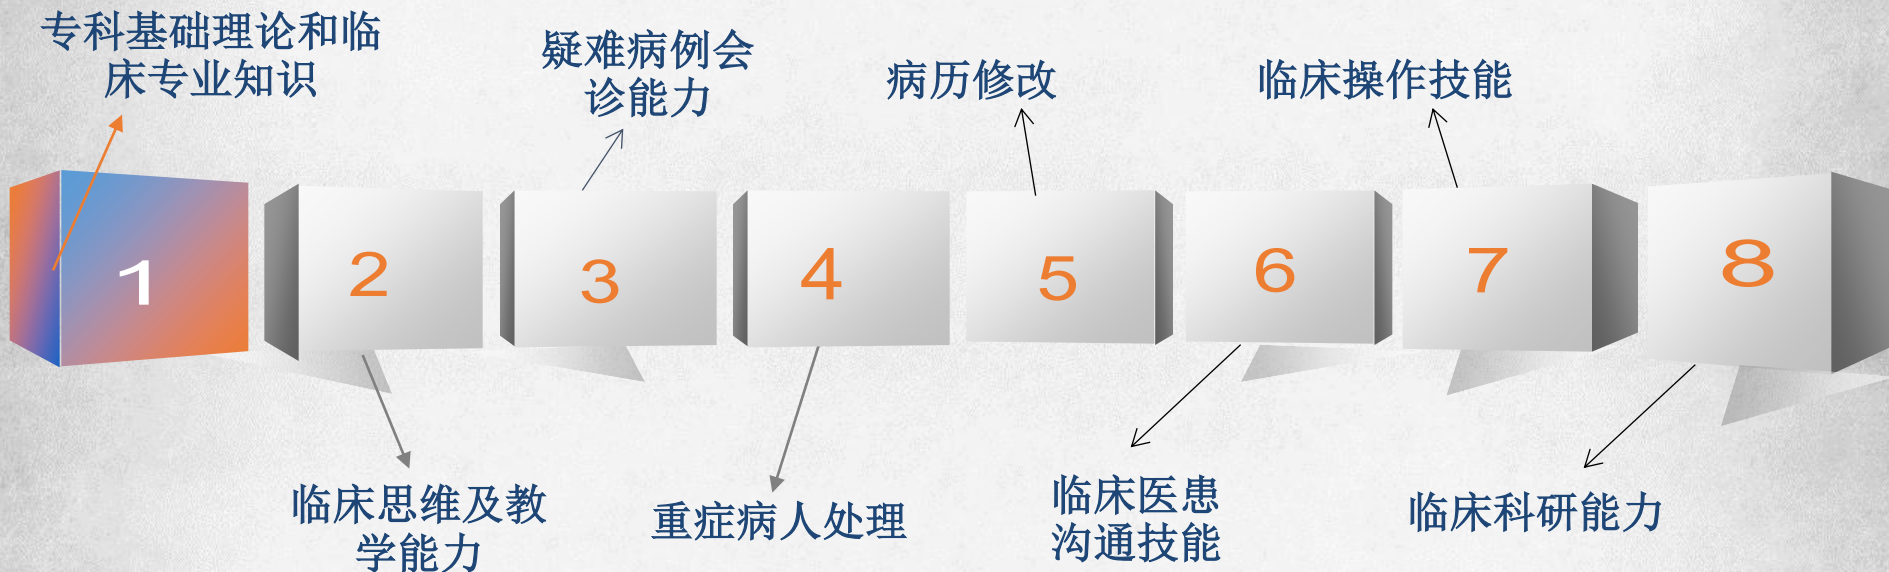 专科基础理论和临
床专业知识
疑难病例会
诊能力
病历修改
临床操作技能
1
2
3
4
5
6
7
8
临床思维及教
学能力
重症病人处理
临床医患
沟通技能
临床科研能力